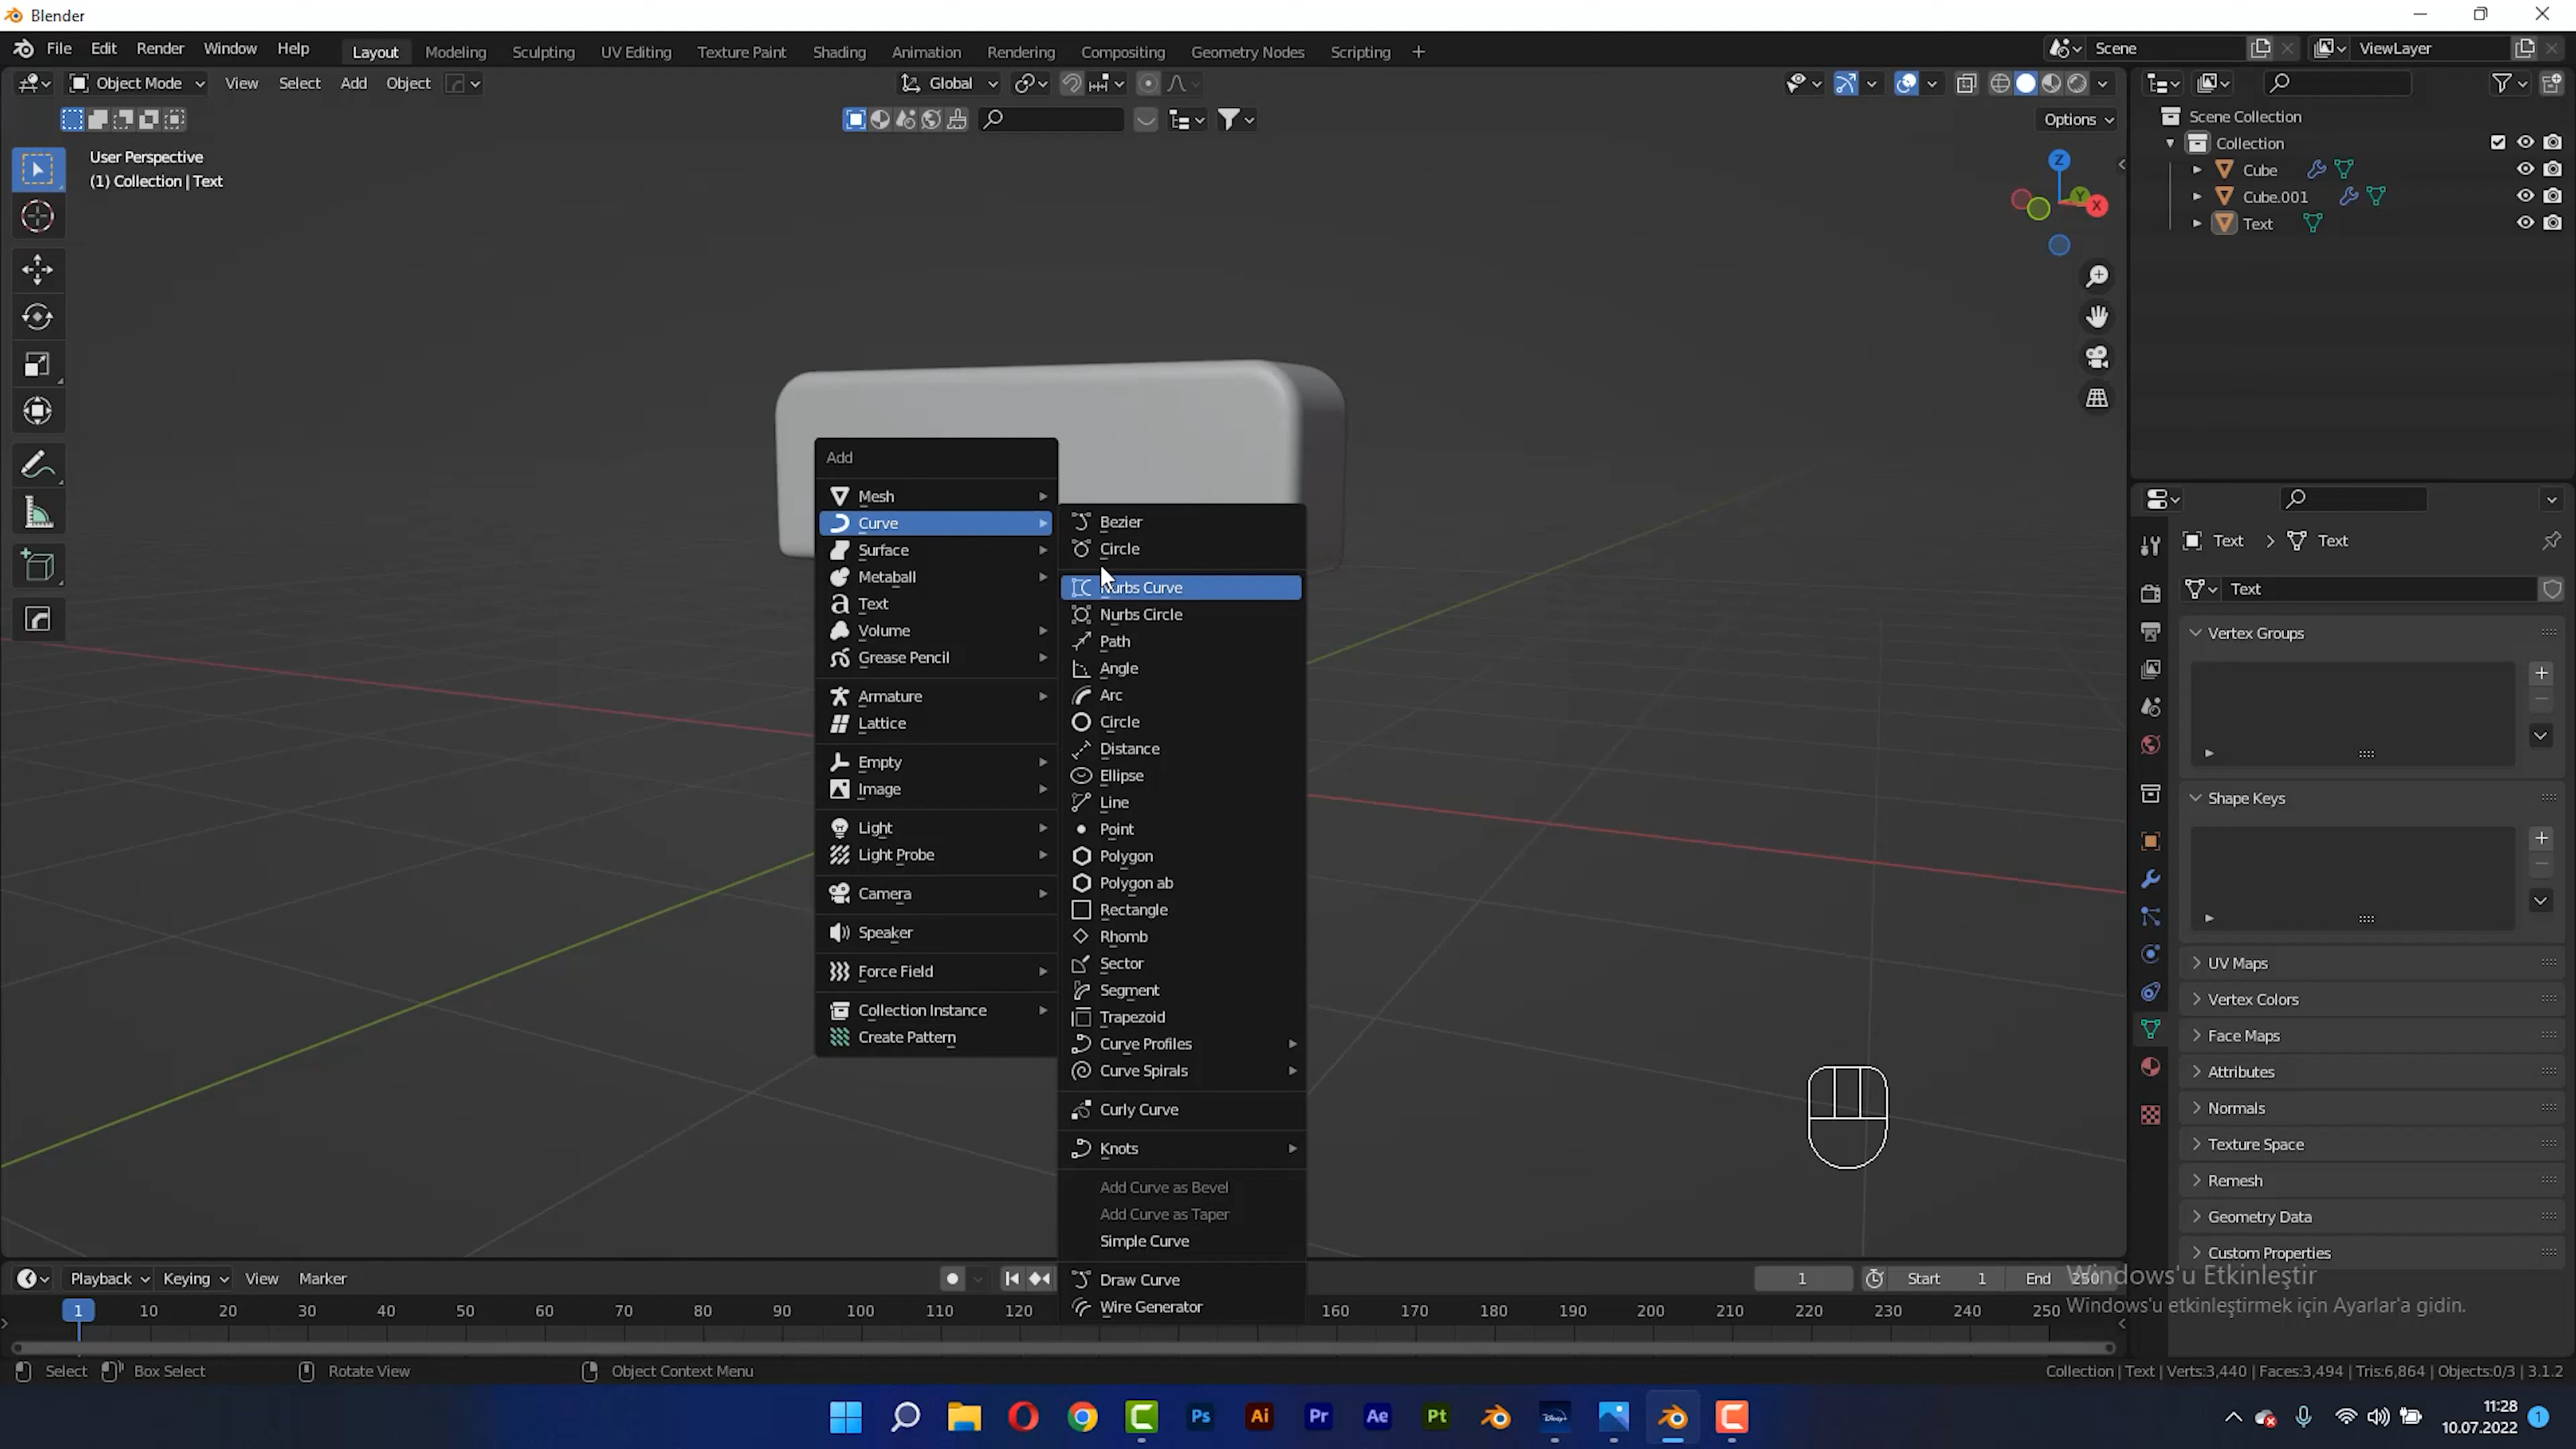 Blender
File Edit Render Window Help Layout Modeling Sculpting UV Editing Texture Paint Shading Animation Rendering Compositing Geometry Nodes Scripting + Scene ViewLayer
Object Mode View Select Add Object Global
Options
User Perspective
(1) Collection | Text
Z
Y
X
Scene Collection
Collection
Cube
Cube.001
Text
Add
Mesh
Curve
Surface
Metaball
Text
Volume
Grease Pencil
Armature
Lattice
Empty
Image
Light
Light Probe
Camera
Speaker
Force Field
Collection Instance
Create Pattern
Bezier
Circle
Nurbs Curve
Nurbs Circle
Path
Angle
Arc
Circle
Distance
Ellipse
Line
Point
Polygon
Polygon ab
Rectangle
Rhomb
Sector
Segment
Trapezoid
Curve Profiles
Curve Spirals
Curly Curve
Knots
Add Curve as Bevel
Add Curve as Taper
Simple Curve
Draw Curve
Wire Generator
Text > Text
Text
Vertex Groups
Shape Keys
UV Maps
Vertex Colors
Face Maps
Attributes
Normals
Texture Space
Remesh
Geometry Data
Custom Properties
Windows'u Etkinleştir
Windows'u etkinleştirmek için Ayarlar'a gidin.
Playback Keying View Marker 1 Start 1 End 250
1 10 20 30 40 50 60 70 80 90 100 110 120 160 170 180 190 200 210 220 230 240 250
Select Box Select Rotate View Object Context Menu Collection | Text | Verts:3,440 | Faces:3,494 | Tris:6,864 | Objects:0/3 | 3.1.2
Ps Ai Pr Ae Pt Disney+
11:28
10.07.2022 1